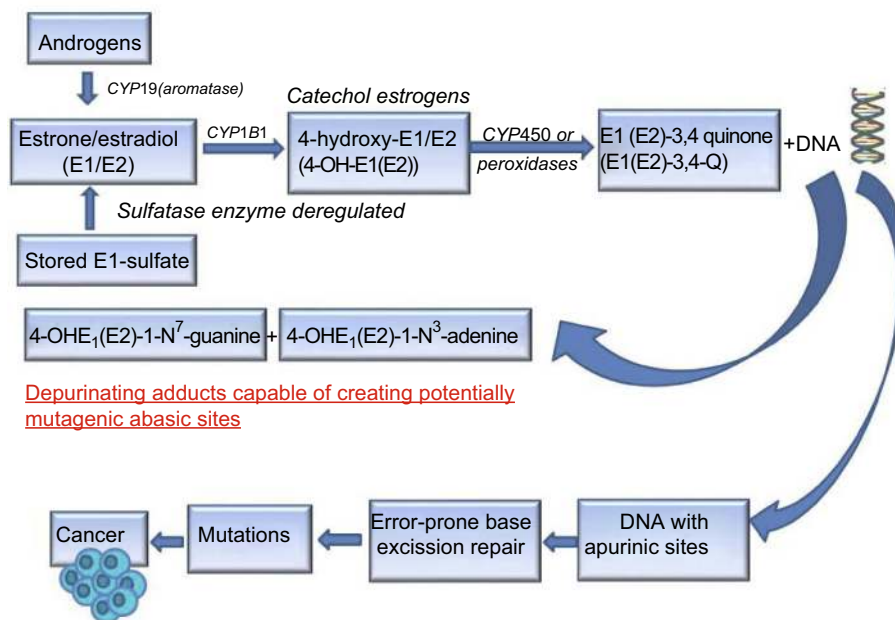 Androgens
CYP19(aromatase)
Catechol estrogens
Estrone/estradiol
(E1/E2)
CYP1B1
4-hydroxy-E1/E2
(4-OH-E1(E2))
CYP450 or
peroxidases
E1 (E2)-3,4 quinone
(E1(E2)-3,4-Q)
+DNA
Sulfatase enzyme deregulated
Stored E1-sulfate
4-OHE₁(E2)-1-N⁷-guanine + 4-OHE₁(E2)-1-N³-adenine
Depurinating adducts capable of creating potentially
mutagenic abasic sites
Cancer
Mutations
Error-prone base
excission repair
DNA with
apurinic sites